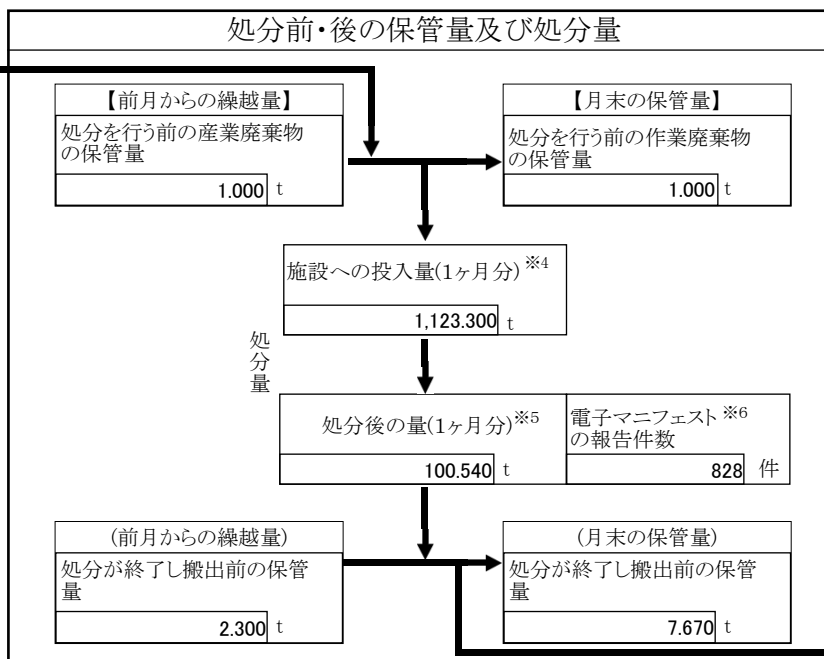 処分前・後の保管量及び処分量
【前月からの繰越量】
処分を行う前の産業廃棄物
の保管量
1.000 t
【月末の保管量】
処分を行う前の作業廃棄物
の保管量
1.000 t
施設への投入量(1ヶ月分)※4
1,123.300 t
処分量
処分後の量(1ヶ月分)※5
100.540 t
電子マニフェスト※6
の報告件数
828 件
(前月からの繰越量)
処分が終了し搬出前の保管
量
2.300 t
(月末の保管量)
処分が終了し搬出前の保管
量
7.670 t